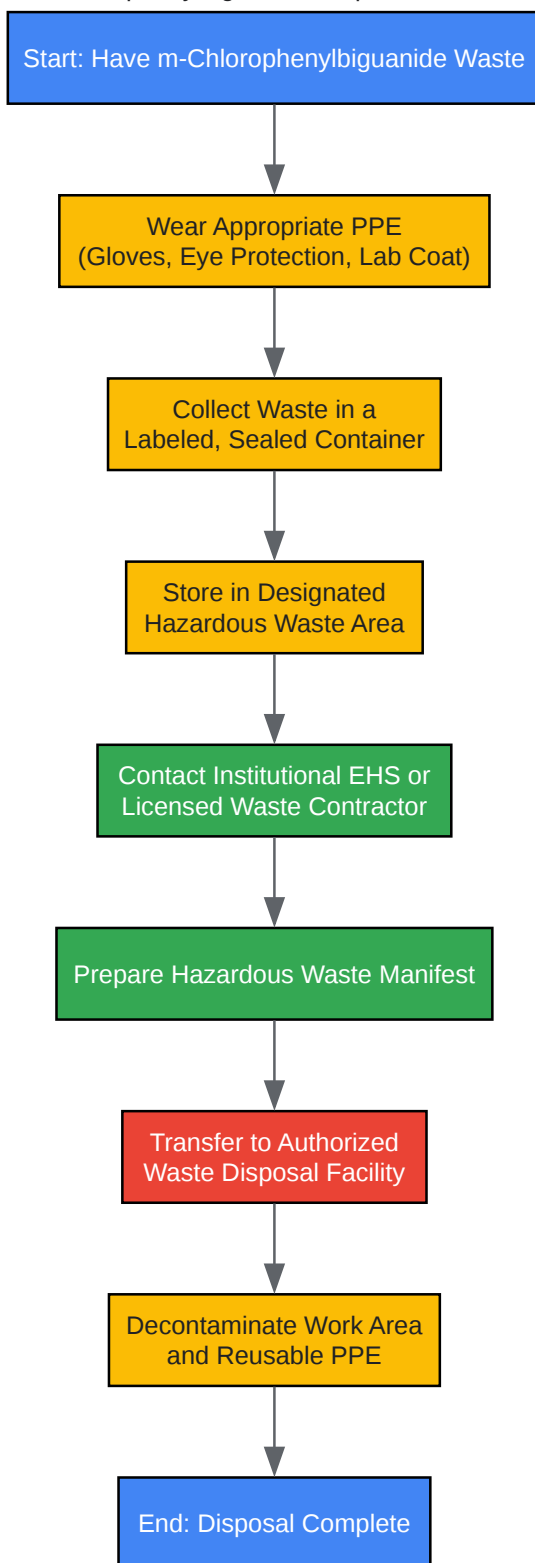 Start: Have m-Chlorophenylbiguanide Waste
Wear Appropriate PPE
(Gloves, Eye Protection, Lab Coat)
Collect Waste in a
Labeled, Sealed Container
Store in Designated
Hazardous Waste Area
Contact Institutional EHS or
Licensed Waste Contractor
Prepare Hazardous Waste Manifest
Transfer to Authorized
Waste Disposal Facility
Decontaminate Work Area
and Reusable PPE
End: Disposal Complete